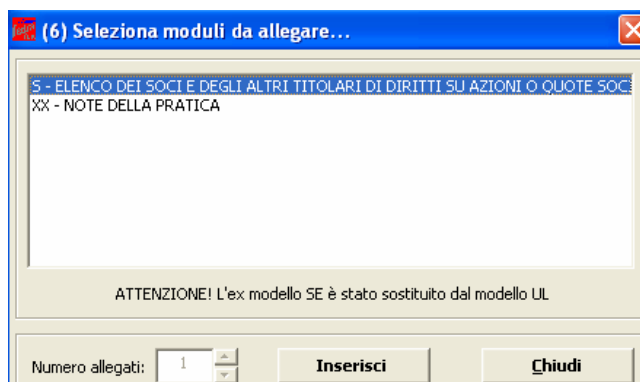 (6) Seleziona moduli da allegare...
S - ELENCO DEI SOCI E DEGLI ALTRI TITOLARI DI DIRITTI SU AZIONI O QUOTE SOC
XX - NOTE DELLA PRATICA
ATTENZIONE! L'ex modello SE è stato sostituito dal modello UL
Numero allegati: 1 Inserisci Chiudi